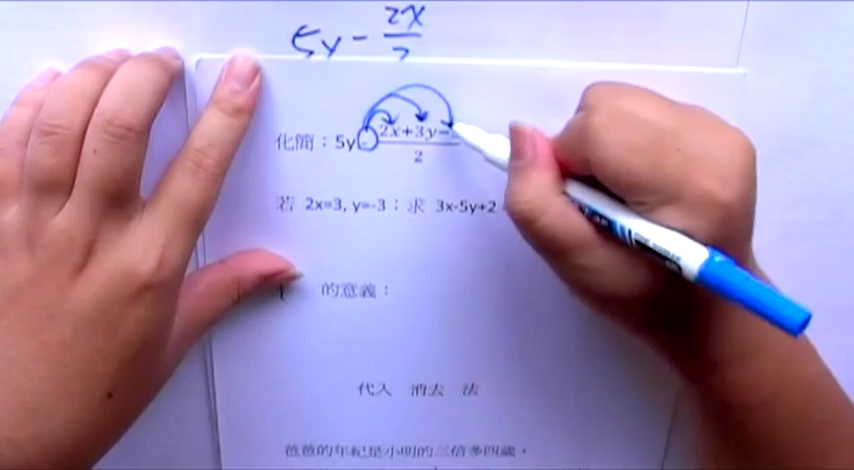 5y - 2x/2
化簡：5y - 2x+3y-/2
若 2x=3, y=-3：求 3x-5y+2
的意義：
代入 消去 法
爸爸的年紀是小明的三倍多四歲，